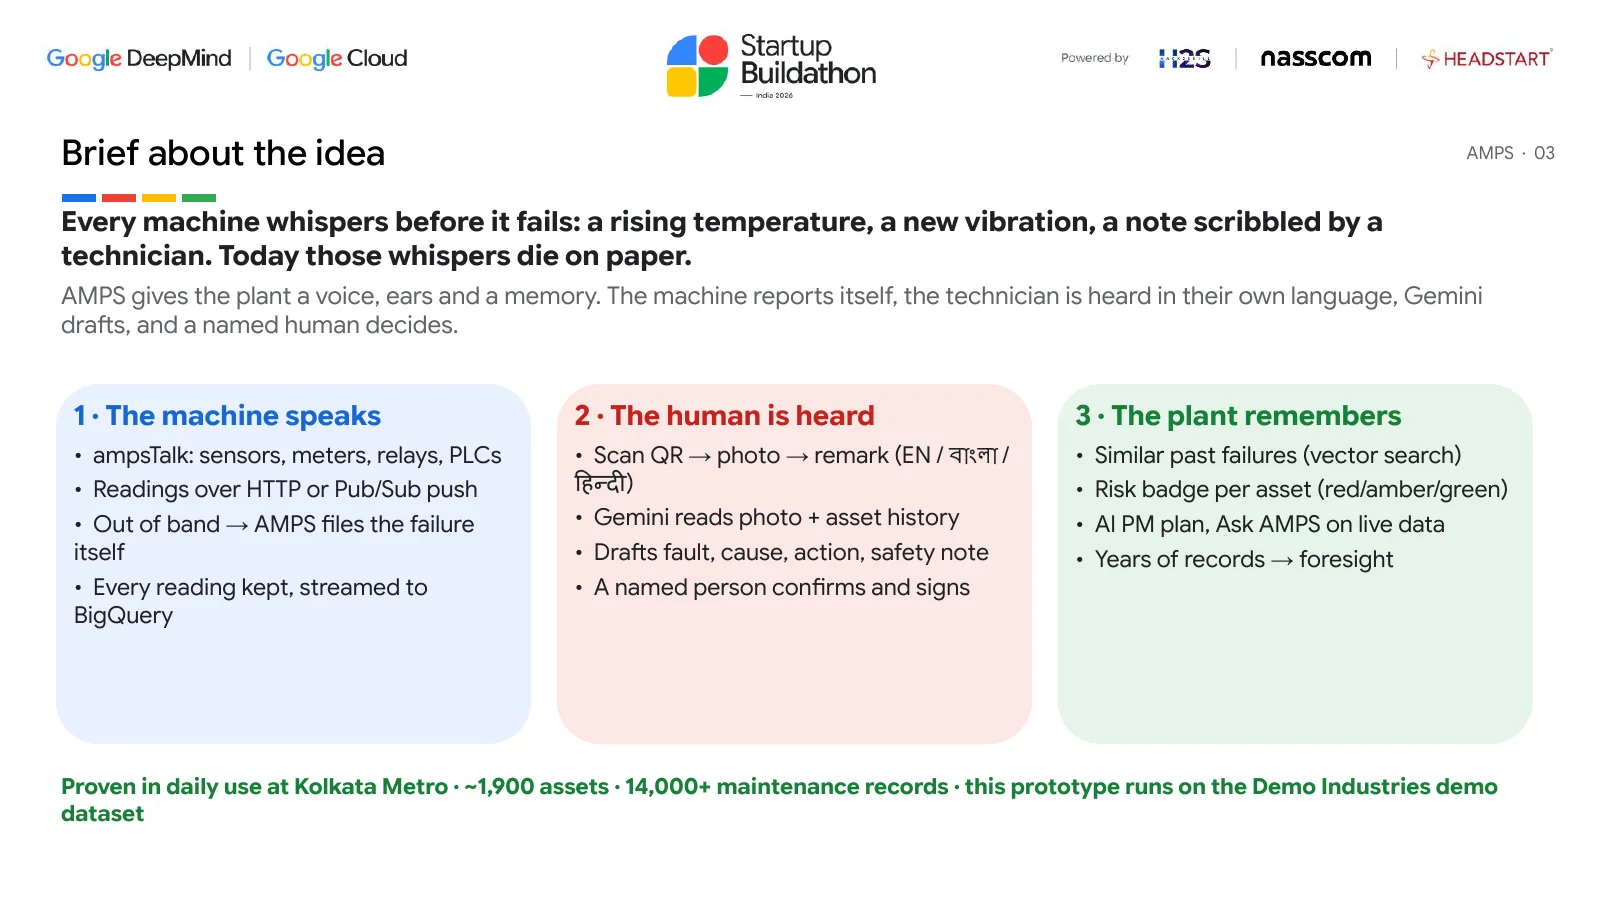 Google DeepMind | Google Cloud
Startup
Buildathon
India 2026
Powered by
H2S
nasscom
HEADSTART
Brief about the idea
AMPS · 03
Every machine whispers before it fails: a rising temperature, a new vibration, a note scribbled by a
technician. Today those whispers die on paper.
AMPS gives the plant a voice, ears and a memory. The machine reports itself, the technician is heard in their own language, Gemini
drafts, and a named human decides.
1 · The machine speaks
• ampsTalk: sensors, meters, relays, PLCs
• Readings over HTTP or Pub/Sub push
• Out of band → AMPS files the failure
itself
• Every reading kept, streamed to
BigQuery
2 · The human is heard
• Scan QR → photo → remark (EN / বাংলা /
हिन्दी)
• Gemini reads photo + asset history
• Drafts fault, cause, action, safety note
• A named person confirms and signs
3 · The plant remembers
• Similar past failures (vector search)
• Risk badge per asset (red/amber/green)
• AI PM plan, Ask AMPS on live data
• Years of records → foresight
Proven in daily use at Kolkata Metro · ~1,900 assets · 14,000+ maintenance records · this prototype runs on the Demo Industries demo
dataset